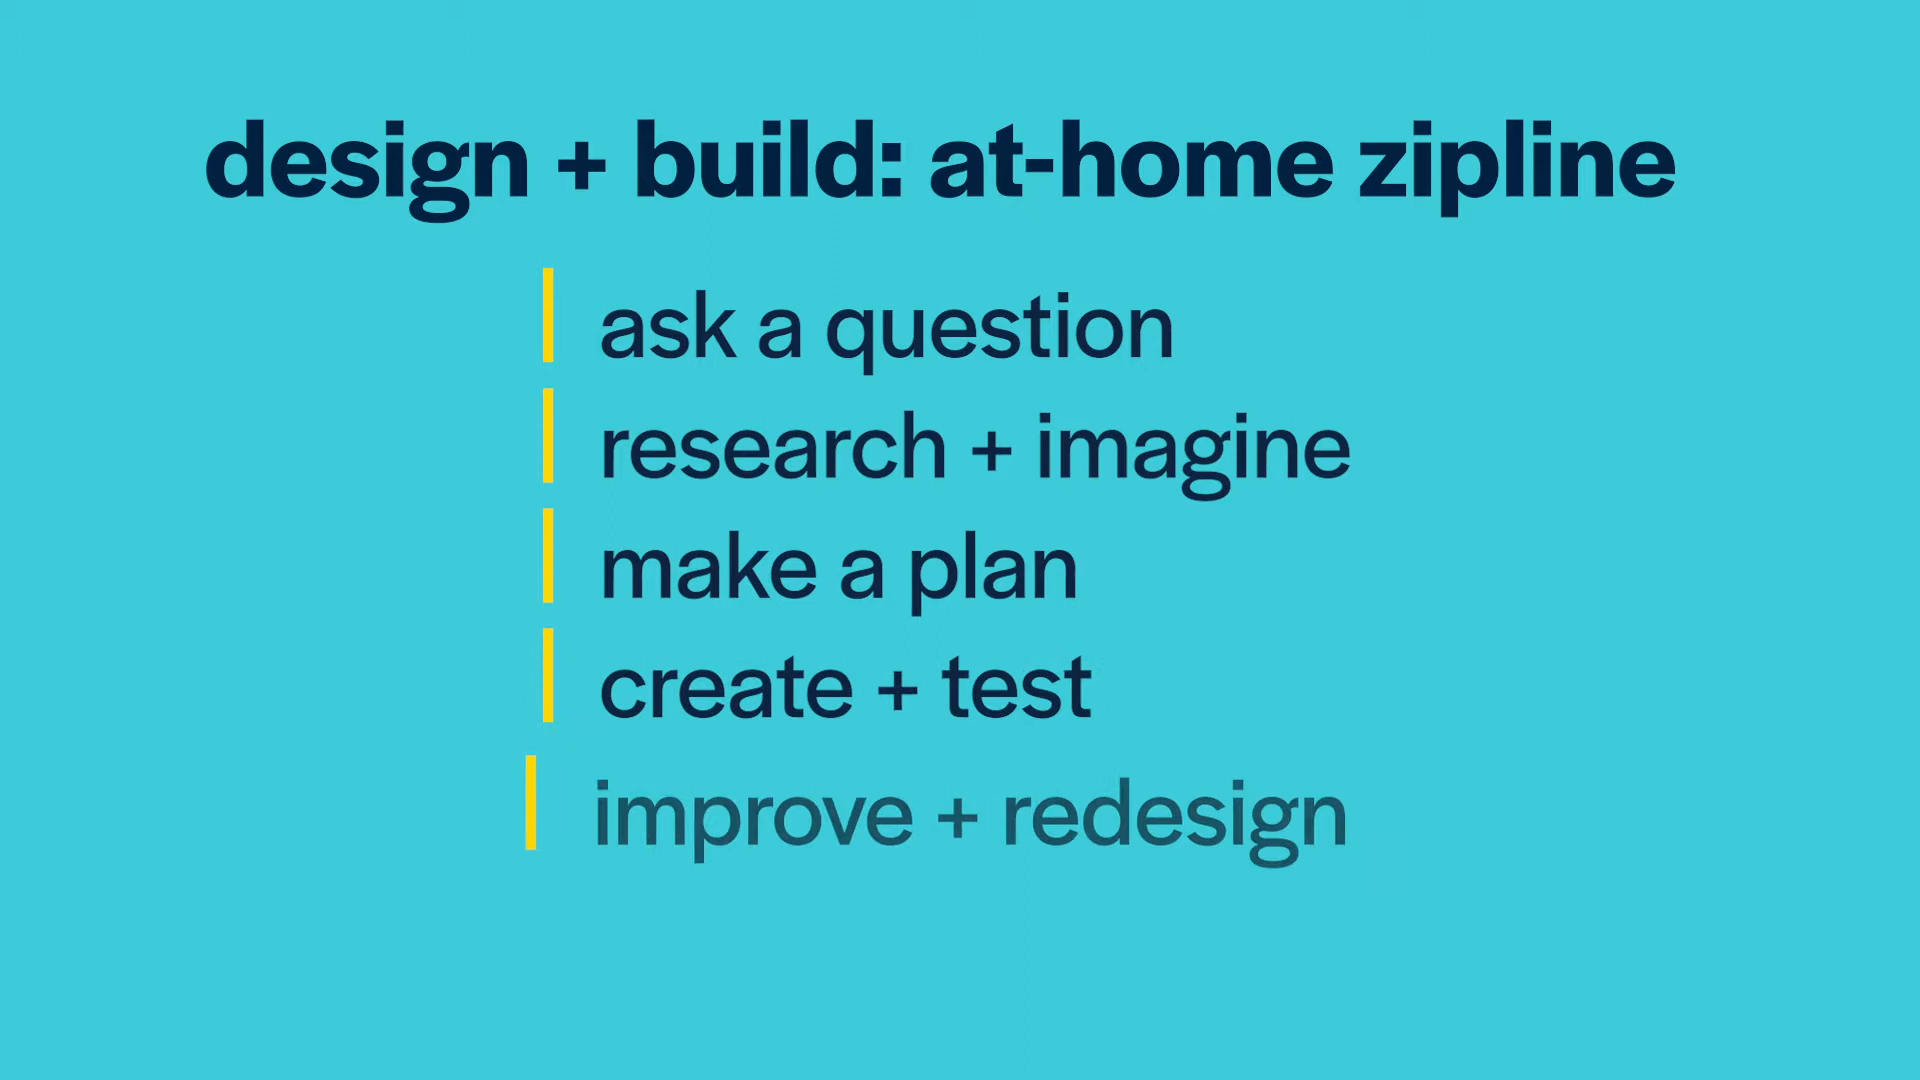 design + build: at-home zipline
ask a question
research + imagine
make a plan
create + test
improve + redesign